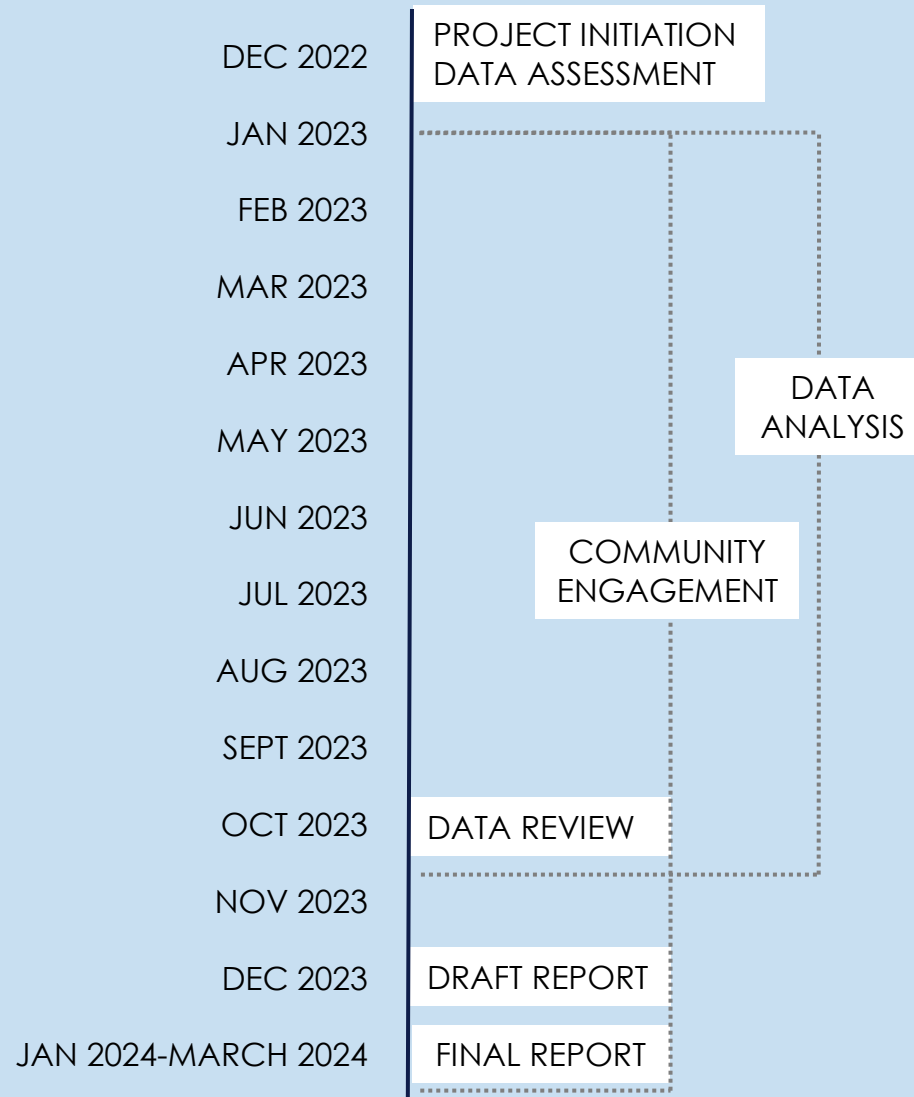 DEC 2022
PROJECT INITIATION
DATA ASSESSMENT
JAN 2023
FEB 2023
MAR 2023
APR 2023
DATA
ANALYSIS
MAY 2023
JUN 2023
COMMUNITY
ENGAGEMENT
JUL 2023
AUG 2023
SEPT 2023
OCT 2023
DATA REVIEW
NOV 2023
DEC 2023
DRAFT REPORT
JAN 2024-MARCH 2024
FINAL REPORT